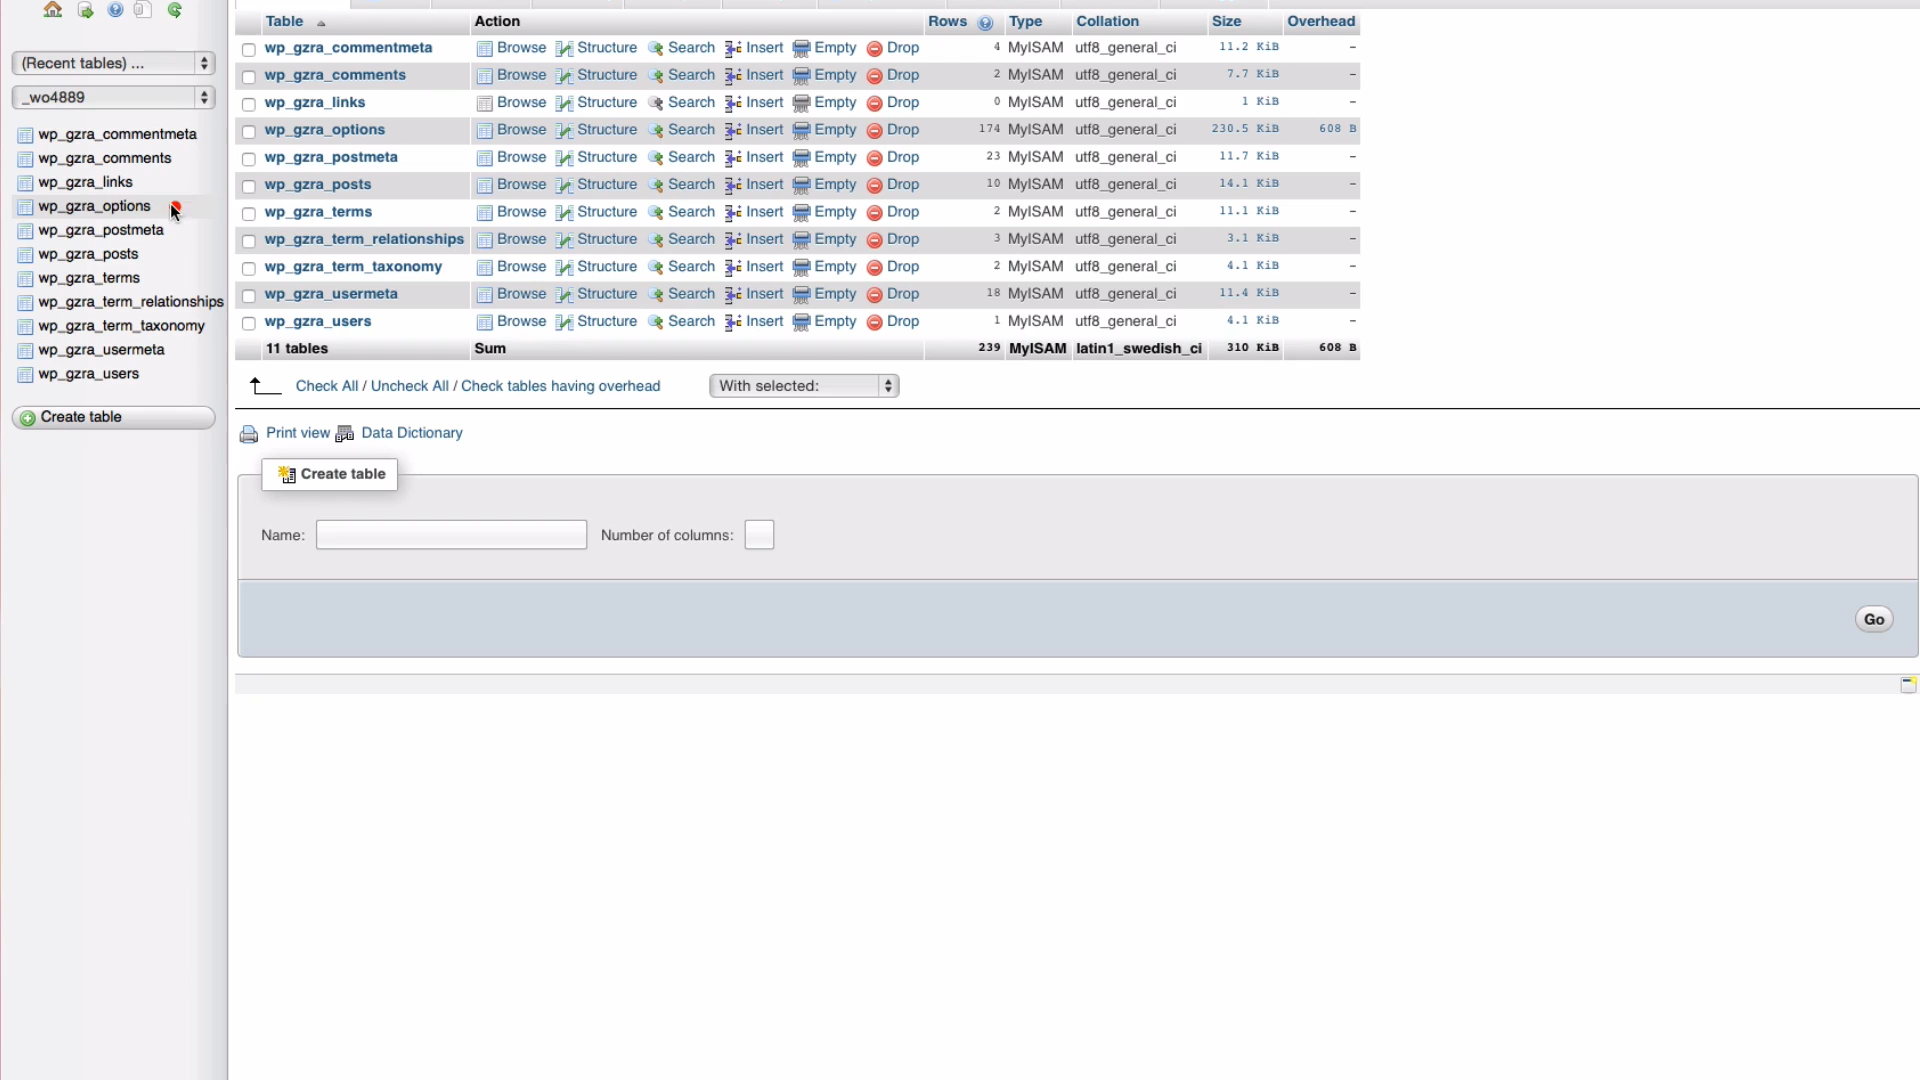 (Recent tables) ...
_wo4889
wp_gzra_commentmeta
wp_gzra_comments
wp_gzra_links
wp_gzra_options
wp_gzra_postmeta
wp_gzra_posts
wp_gzra_terms
wp_gzra_term_relationships
wp_gzra_term_taxonomy
wp_gzra_usermeta
wp_gzra_users
Create table
Table Action Rows Type Collation Size Overhead
wp_gzra_commentmeta Browse Structure Search Insert Empty Drop 4 MyISAM utf8_general_ci 11.2 KiB -
wp_gzra_comments Browse Structure Search Insert Empty Drop 2 MyISAM utf8_general_ci 7.7 KiB -
wp_gzra_links Browse Structure Search Insert Empty Drop 0 MyISAM utf8_general_ci 1 KiB -
wp_gzra_options Browse Structure Search Insert Empty Drop 174 MyISAM utf8_general_ci 230.5 KiB 608 B
wp_gzra_postmeta Browse Structure Search Insert Empty Drop 23 MyISAM utf8_general_ci 11.7 KiB -
wp_gzra_posts Browse Structure Search Insert Empty Drop 10 MyISAM utf8_general_ci 14.1 KiB -
wp_gzra_terms Browse Structure Search Insert Empty Drop 2 MyISAM utf8_general_ci 11.1 KiB -
wp_gzra_term_relationships Browse Structure Search Insert Empty Drop 3 MyISAM utf8_general_ci 3.1 KiB -
wp_gzra_term_taxonomy Browse Structure Search Insert Empty Drop 2 MyISAM utf8_general_ci 4.1 KiB -
wp_gzra_usermeta Browse Structure Search Insert Empty Drop 18 MyISAM utf8_general_ci 11.4 KiB -
wp_gzra_users Browse Structure Search Insert Empty Drop 1 MyISAM utf8_general_ci 4.1 KiB -
11 tables Sum 239 MyISAM latin1_swedish_ci 310 KiB 608 B
Check All / Uncheck All / Check tables having overhead With selected:
Print view Data Dictionary
Create table
Name: Number of columns:
Go